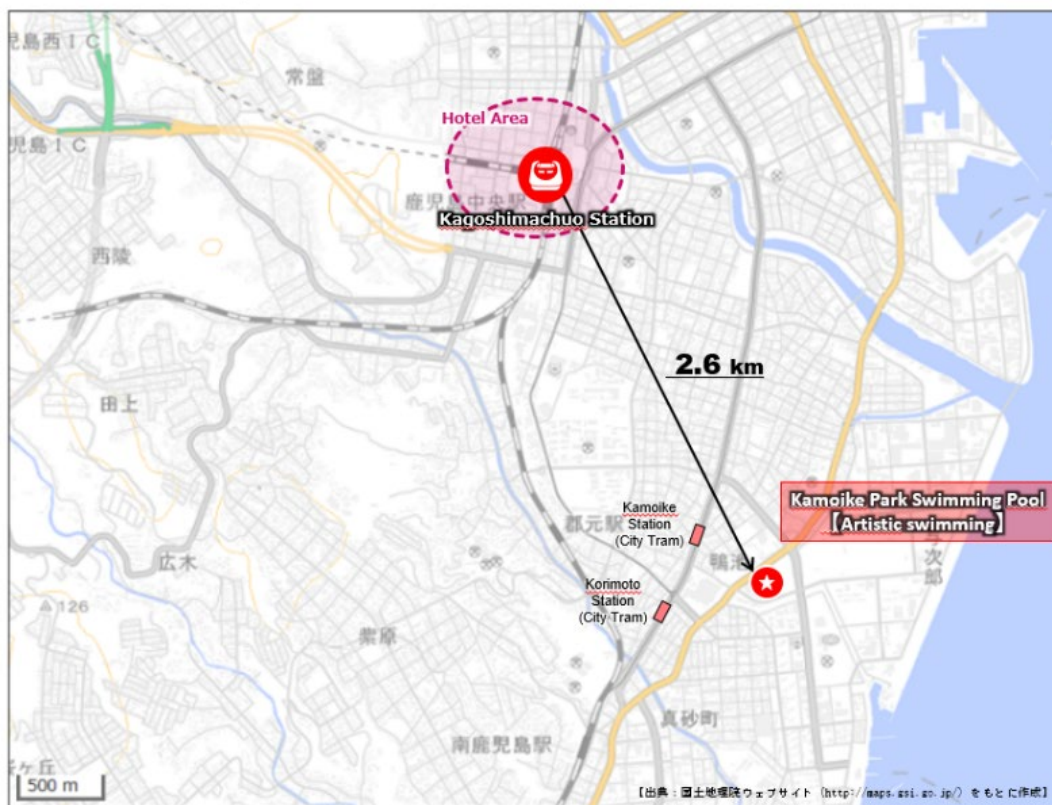 児島西ＩＣ
常盤
Hotel Area
児島ＩＣ
鹿児島中央駅
Kagoshimachuo Station
西陵
2.6 km
田上
Kamoike Park Swimming Pool
【Artistic swimming】
Kamoike
Station
(City Tram)
郡元駅
鴨池
与次郎
広木
Korimoto
Station
(City Tram)
126
紫原
真砂町
南鹿児島駅
ヶ丘
500 m
［出典：国土地理院ウェブサイト（http://maps.gsi.go.jp/）をもとに作成］